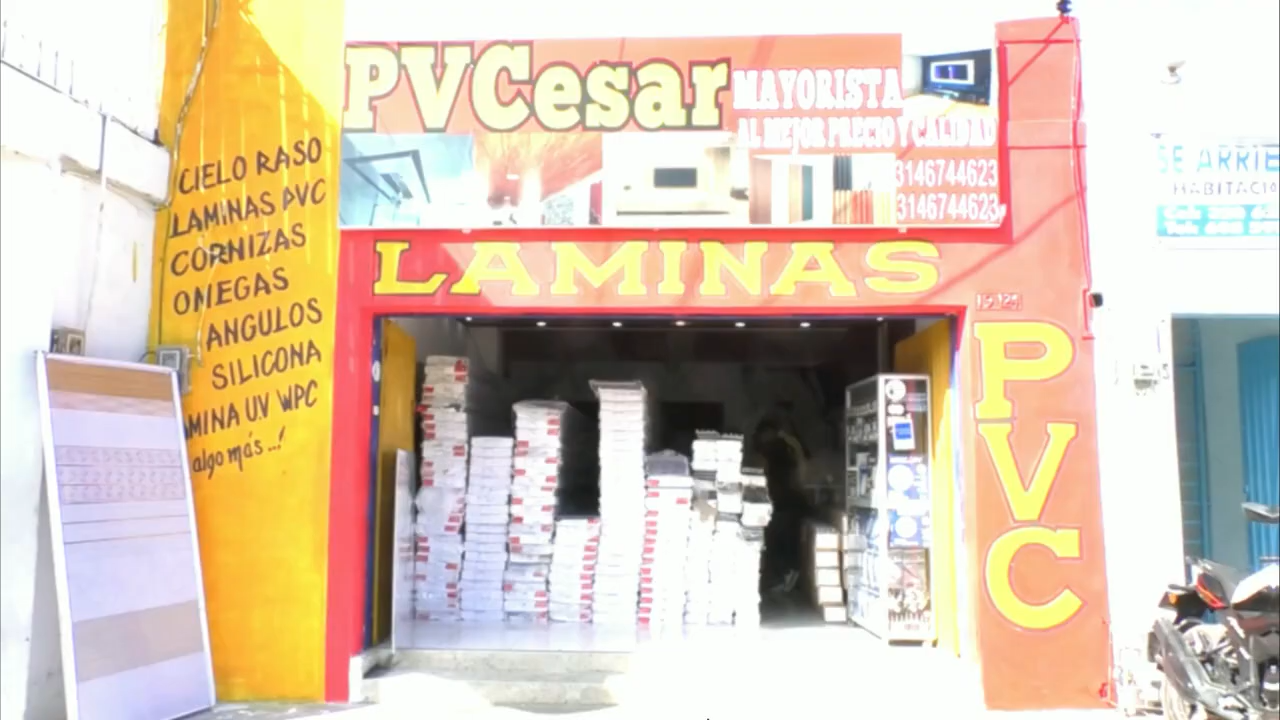 CIELO RASO
LAMINAS PVC
CORNIZAS
OMEGAS
ANGULOS
SILICONA
MINA UV WPC
algo más...!
PVCesar
MAYORISTA
AL MEJOR PRECIO Y CALIDAD
3146744623
3146744623
LAMINAS
PVC
SE ARRIE
HABITACIO